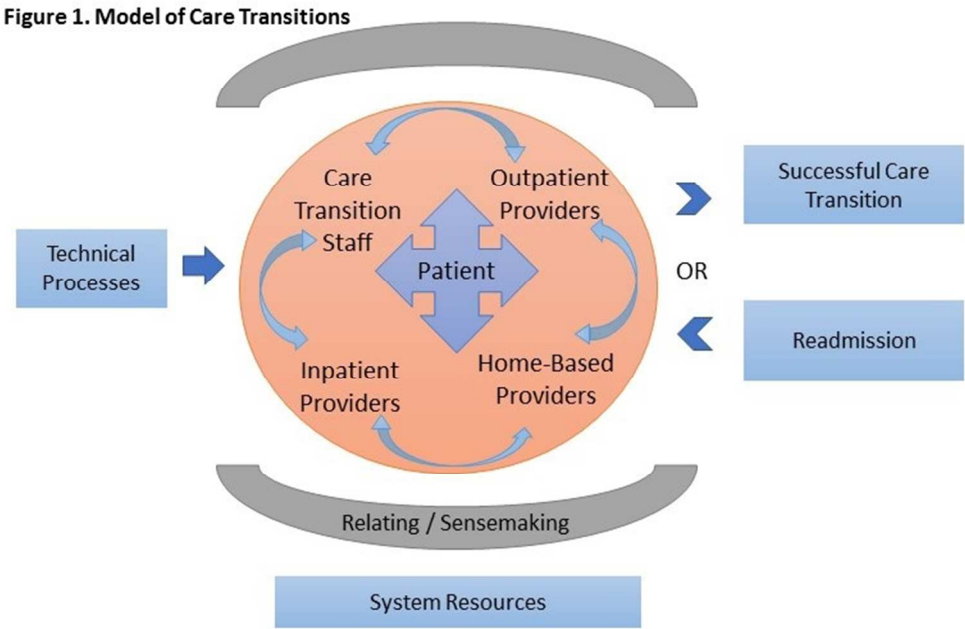 Figure 1. Model of Care Transitions
Care
Transition
Staff
Outpatient
Providers
Successful Care
Transition
Technical
Processes
Patient
OR
Inpatient
Providers
Home-Based
Providers
Readmission
Relating / Sensemaking
System Resources